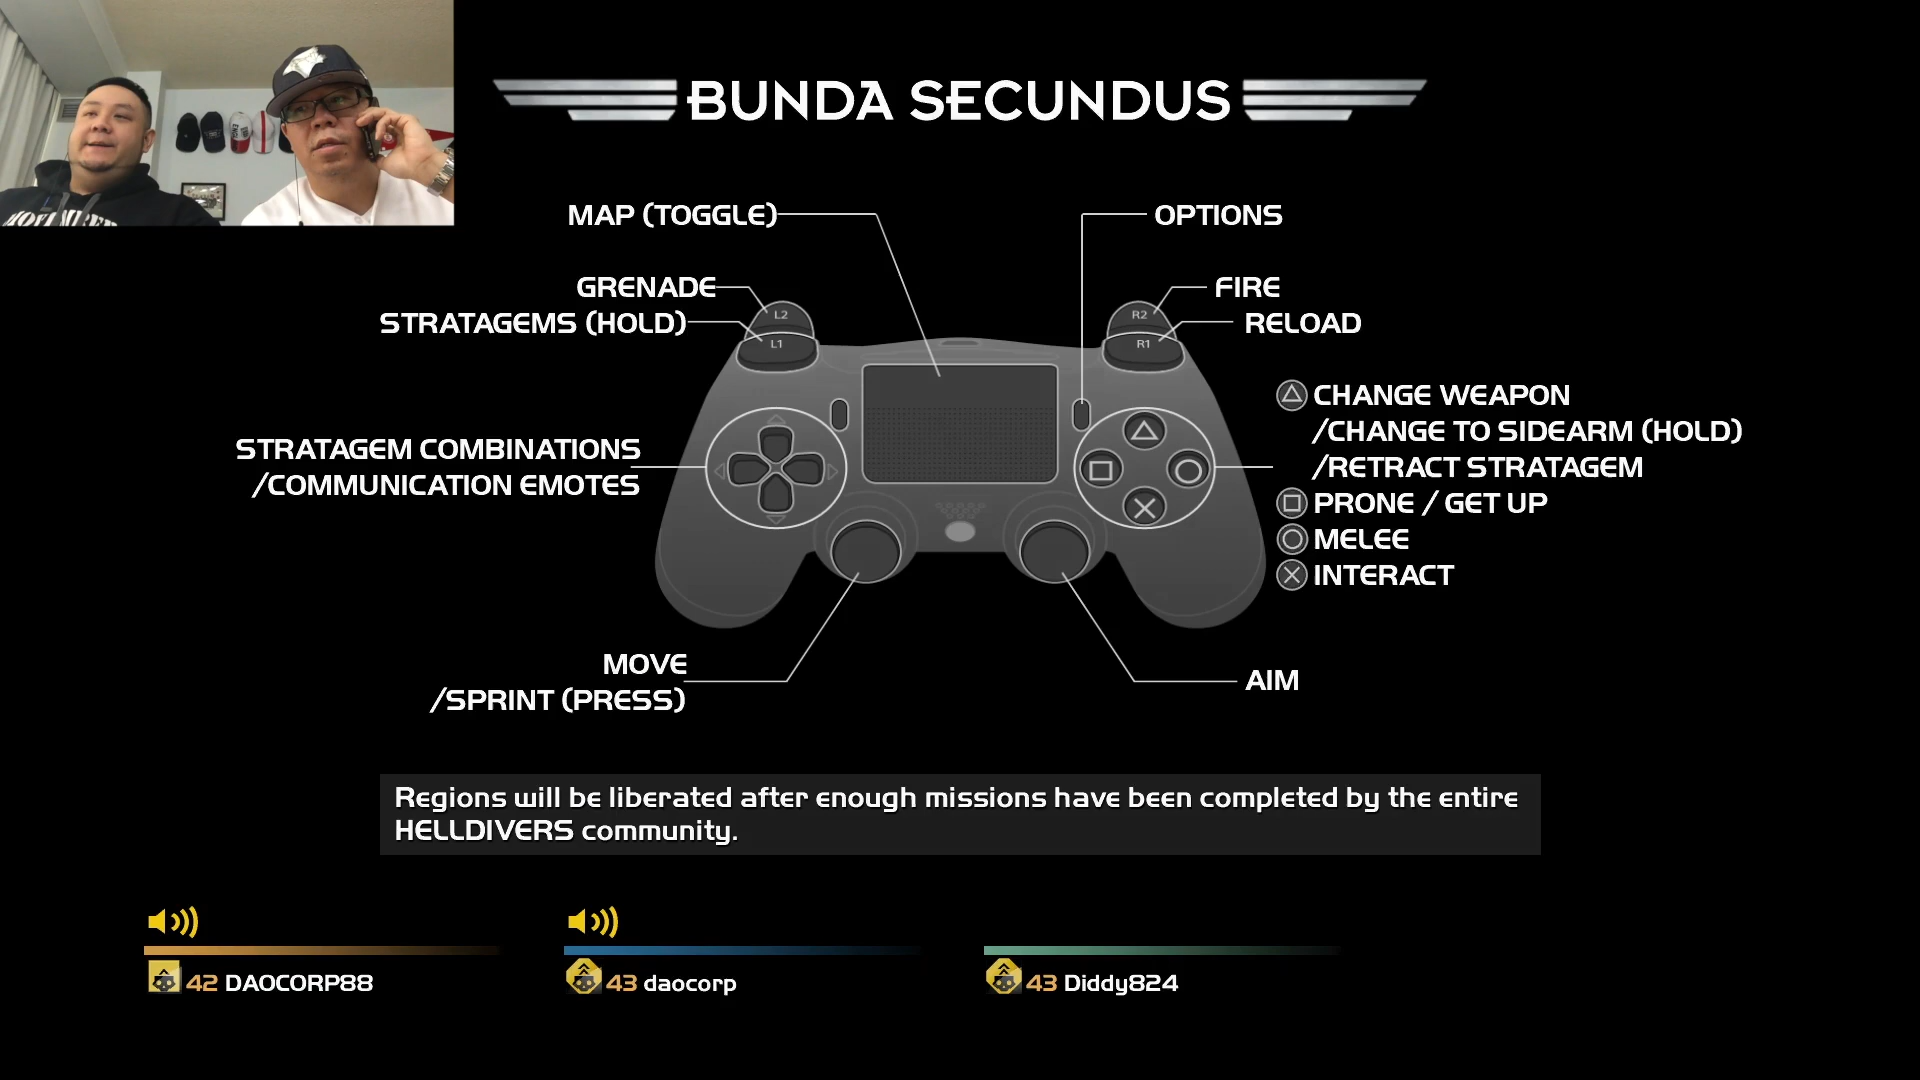 BUNDA SECUNDUS
MAP (TOGGLE)
OPTIONS
GRENADE
FIRE
STRATAGEMS (HOLD)
RELOAD
L2
L1
R2
R1
CHANGE WEAPON
/CHANGE TO SIDEARM (HOLD)
/RETRACT STRATAGEM
STRATAGEM COMBINATIONS
/COMMUNICATION EMOTES
PRONE / GET UP
MELEE
INTERACT
MOVE
/SPRINT (PRESS)
AIM
Regions will be liberated after enough missions have been completed by the entire
HELLDIVERS community.
42 DAOCORP88
43 daocorp
43 Diddy824